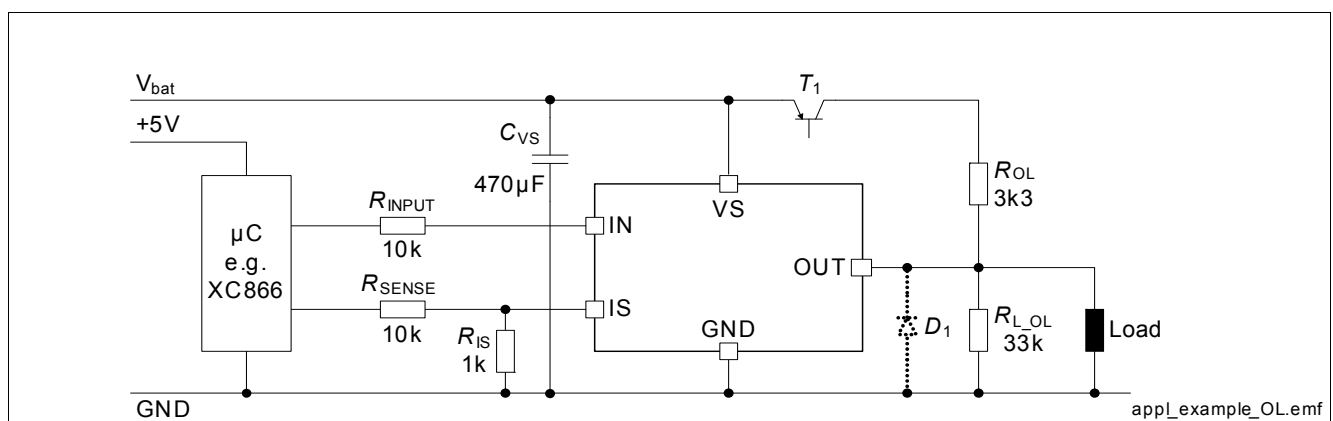 Vbat
T1
+5V
CVS
470µF
ROL
3k3
RINPUT
10k
VS
IN
µC
e.g.
XC866
OUT
RSENSE
10k
IS
GND
RIS
1k
D1
RL_OL
33k
Load
GND
appl_example_OL.emf